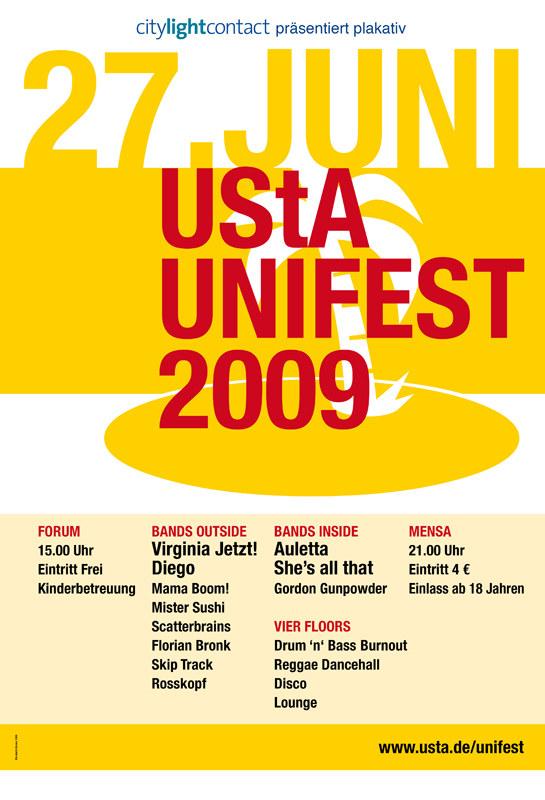 citylightcontact präsentiert plakativ
27. JUNI
UStA
UNIFEST
2009
FORUM
15.00 Uhr
Eintritt Frei
Kinderbetreuung
BANDS OUTSIDE
Virginia Jetzt!
Diego
Mama Boom!
Mister Sushi
Scatterbrains
Florian Bronk
Skip Track
Rosskopf
BANDS INSIDE
Auletta
She's all that
Gordon Gunpowder
VIER FLOORS
Drum ‘n‘ Bass Burnout
Reggae Dancehall
Disco
Lounge
MENSA
21.00 Uhr
Eintritt 4 €
Einlass ab 18 Jahren
www.usta.de/unifest